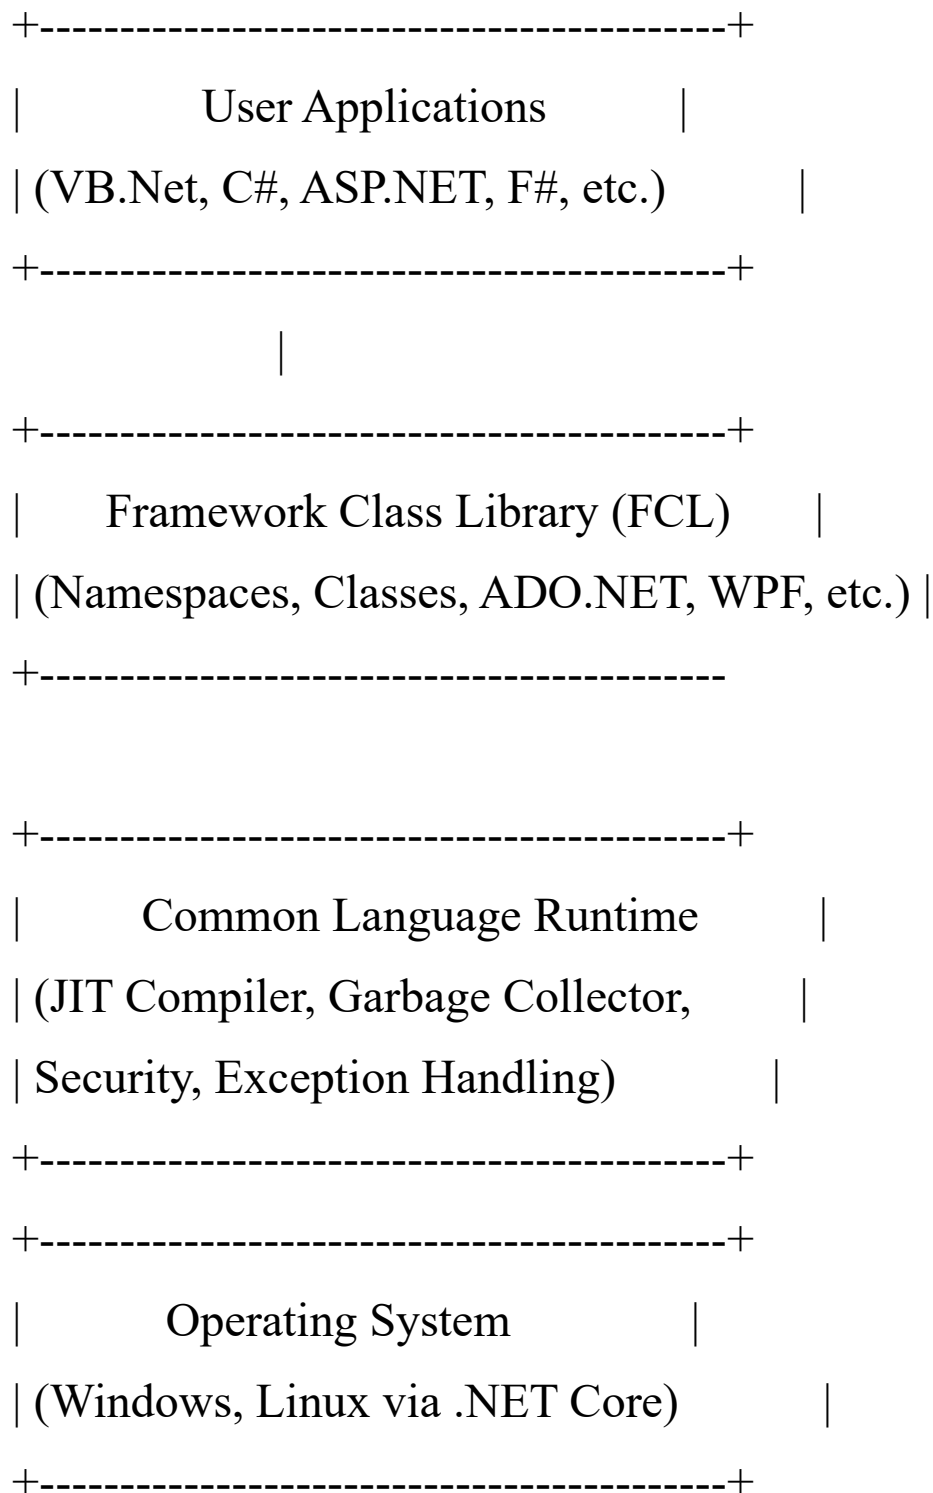 +-------------------------------------------+
|              User Applications            |
| (VB.Net, C#, ASP.NET, F#, etc.)            |
+-------------------------------------------+
                      |
+-------------------------------------------+
|       Framework Class Library (FCL)       |
| (Namespaces, Classes, ADO.NET, WPF, etc.) |
+-------------------------------------------
+-------------------------------------------+
|          Common Language Runtime          |
| (JIT Compiler, Garbage Collector,         |
| Security, Exception Handling)             |
+-------------------------------------------+
+-------------------------------------------+
|            Operating System               |
| (Windows, Linux via .NET Core)            |
+-------------------------------------------+